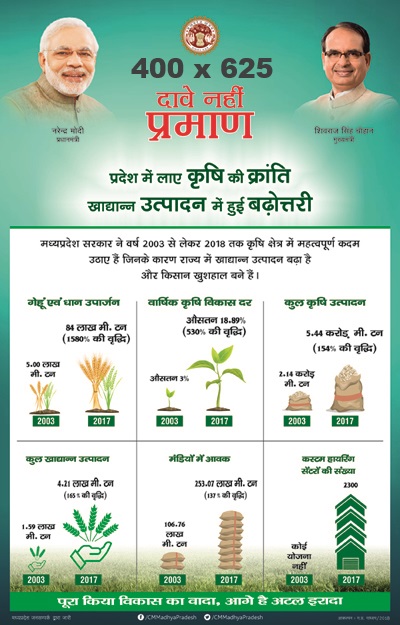 400 x 625
दावे नहीं
प्रमाण
नरेन्द्र मोदी
प्रधानमंत्री
शिवराज सिंह चौहान
मुख्यमंत्री
प्रदेश में लाए कृषि की क्रांति
खाद्यान्न उत्पादन में हुई बढ़ोत्तरी
मध्यप्रदेश सरकार ने वर्ष 2003 से लेकर 2018 तक कृषि क्षेत्र में महत्वपूर्ण कदम
उठाए हैं जिनके कारण राज्य में खाद्यान्न उत्पादन बढ़ा है
और किसान खुशहाल बने हैं।
गेहूं एवं धान उपार्जन
84 लाख मी. टन
(1580% की वृद्धि)
5.00 लाख
मी. टन
2003
2017
वार्षिक कृषि विकास दर
औसतन 18.89%
(530% की वृद्धि)
औसतन 3%
2003
2017
कुल कृषि उत्पादन
5.44 करोड़ मी. टन
(154% की वृद्धि)
2.14 करोड़
मी. टन
2003
2017
कुल खाद्यान्न उत्पादन
4.21 लाख मी. टन
(165% की वृद्धि)
1.59 लाख
मी. टन
2003
2017
मंडियों में आवक
253.07 लाख मी. टन
(137% की वृद्धि)
106.76
लाख
मी. टन
2003
2017
कस्टम हायरिंग
सेंटरों की संख्या
2300
कोई
योजना
नहीं
2003
2017
पूरा किया विकास का वादा, आगे है अटल इरादा
मध्यप्रदेश जनसम्पर्क द्वारा जारी
/CMMadhyaPradesh
/CMMadhyaPradesh